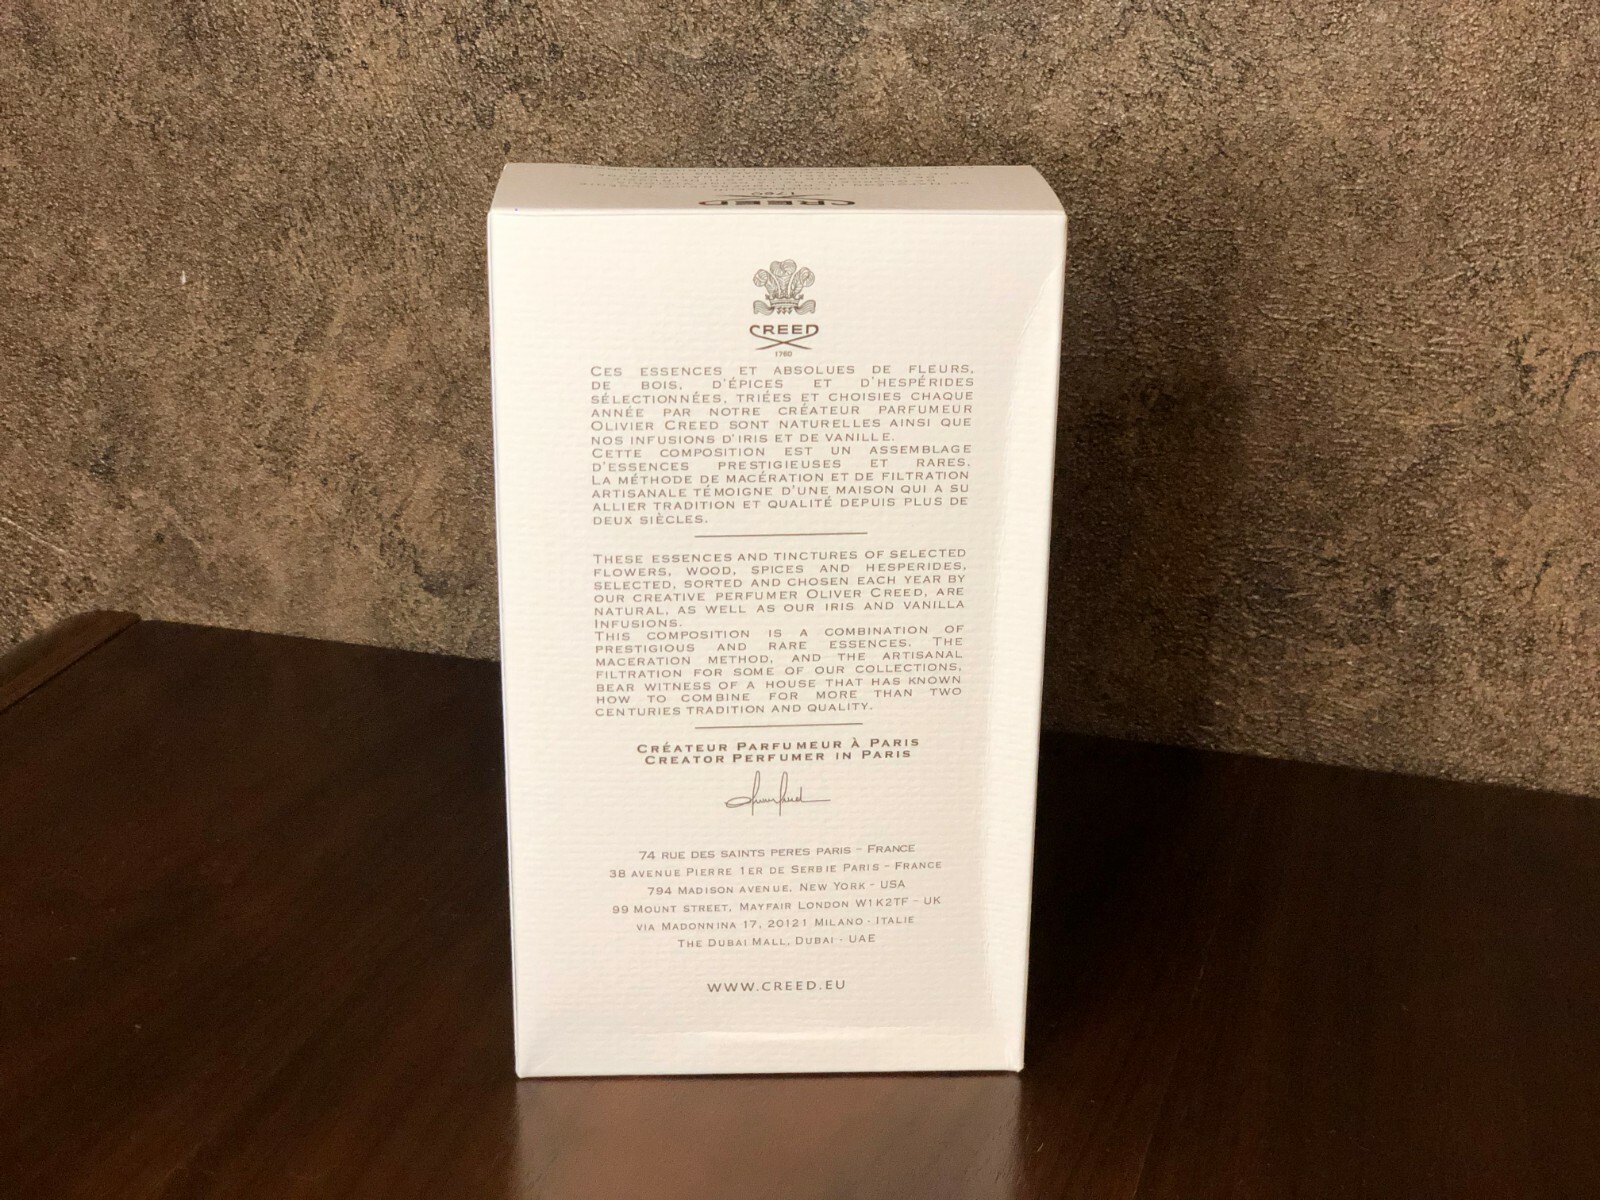 CREED
1760
CREED
1760
CES ESSENCES ET ABSOLUES DE FLEURS,
DE BOIS, D'ÉPICES ET D'HESPÉRIDES
SÉLECTIONNÉES, TRIÉES ET CHOISIES CHAQUE
ANNÉE PAR NOTRE CRÉATEUR PARFUMEUR
OLIVIER CREED SONT NATURELLES AINSI QUE
NOS INFUSIONS D'IRIS ET DE VANILLE.
CETTE COMPOSITION EST UN ASSEMBLAGE
D'ESSENCES PRESTIGIEUSES ET RARES.
LA MÉTHODE DE MACÉRATION ET DE FILTRATION
ARTISANALE TÉMOIGNE D'UNE MAISON QUI A SU
ALLIER TRADITION ET QUALITÉ DEPUIS PLUS DE
DEUX SIÈCLES.
THESE ESSENCES AND TINCTURES OF SELECTED
FLOWERS, WOOD, SPICES AND HESPERIDES,
SELECTED, SORTED AND CHOSEN EACH YEAR BY
OUR CREATIVE PERFUMER OLIVER CREED, ARE
NATURAL, AS WELL AS OUR IRIS AND VANILLA
INFUSIONS.
THIS COMPOSITION IS A COMBINATION OF
PRESTIGIOUS AND RARE ESSENCES. THE
MACERATION METHOD, AND THE ARTISANAL
FILTRATION FOR SOME OF OUR COLLECTIONS,
BEAR WITNESS OF A HOUSE THAT HAS KNOWN
HOW TO COMBINE FOR MORE THAN TWO
CENTURIES TRADITION AND QUALITY.
CRÉATEUR PARFUMEUR À PARIS
CREATOR PERFUMER IN PARIS
74 RUE DES SAINTS PERES PARIS - FRANCE
38 AVENUE PIERRE 1ER DE SERBIE PARIS - FRANCE
794 MADISON AVENUE, NEW YORK - USA
99 MOUNT STREET, MAYFAIR LONDON W1K2TF - UK
VIA MADONNINA 17, 20121 MILANO - ITALIE
THE DUBAI MALL, DUBAI - UAE
WWW.CREED.EU